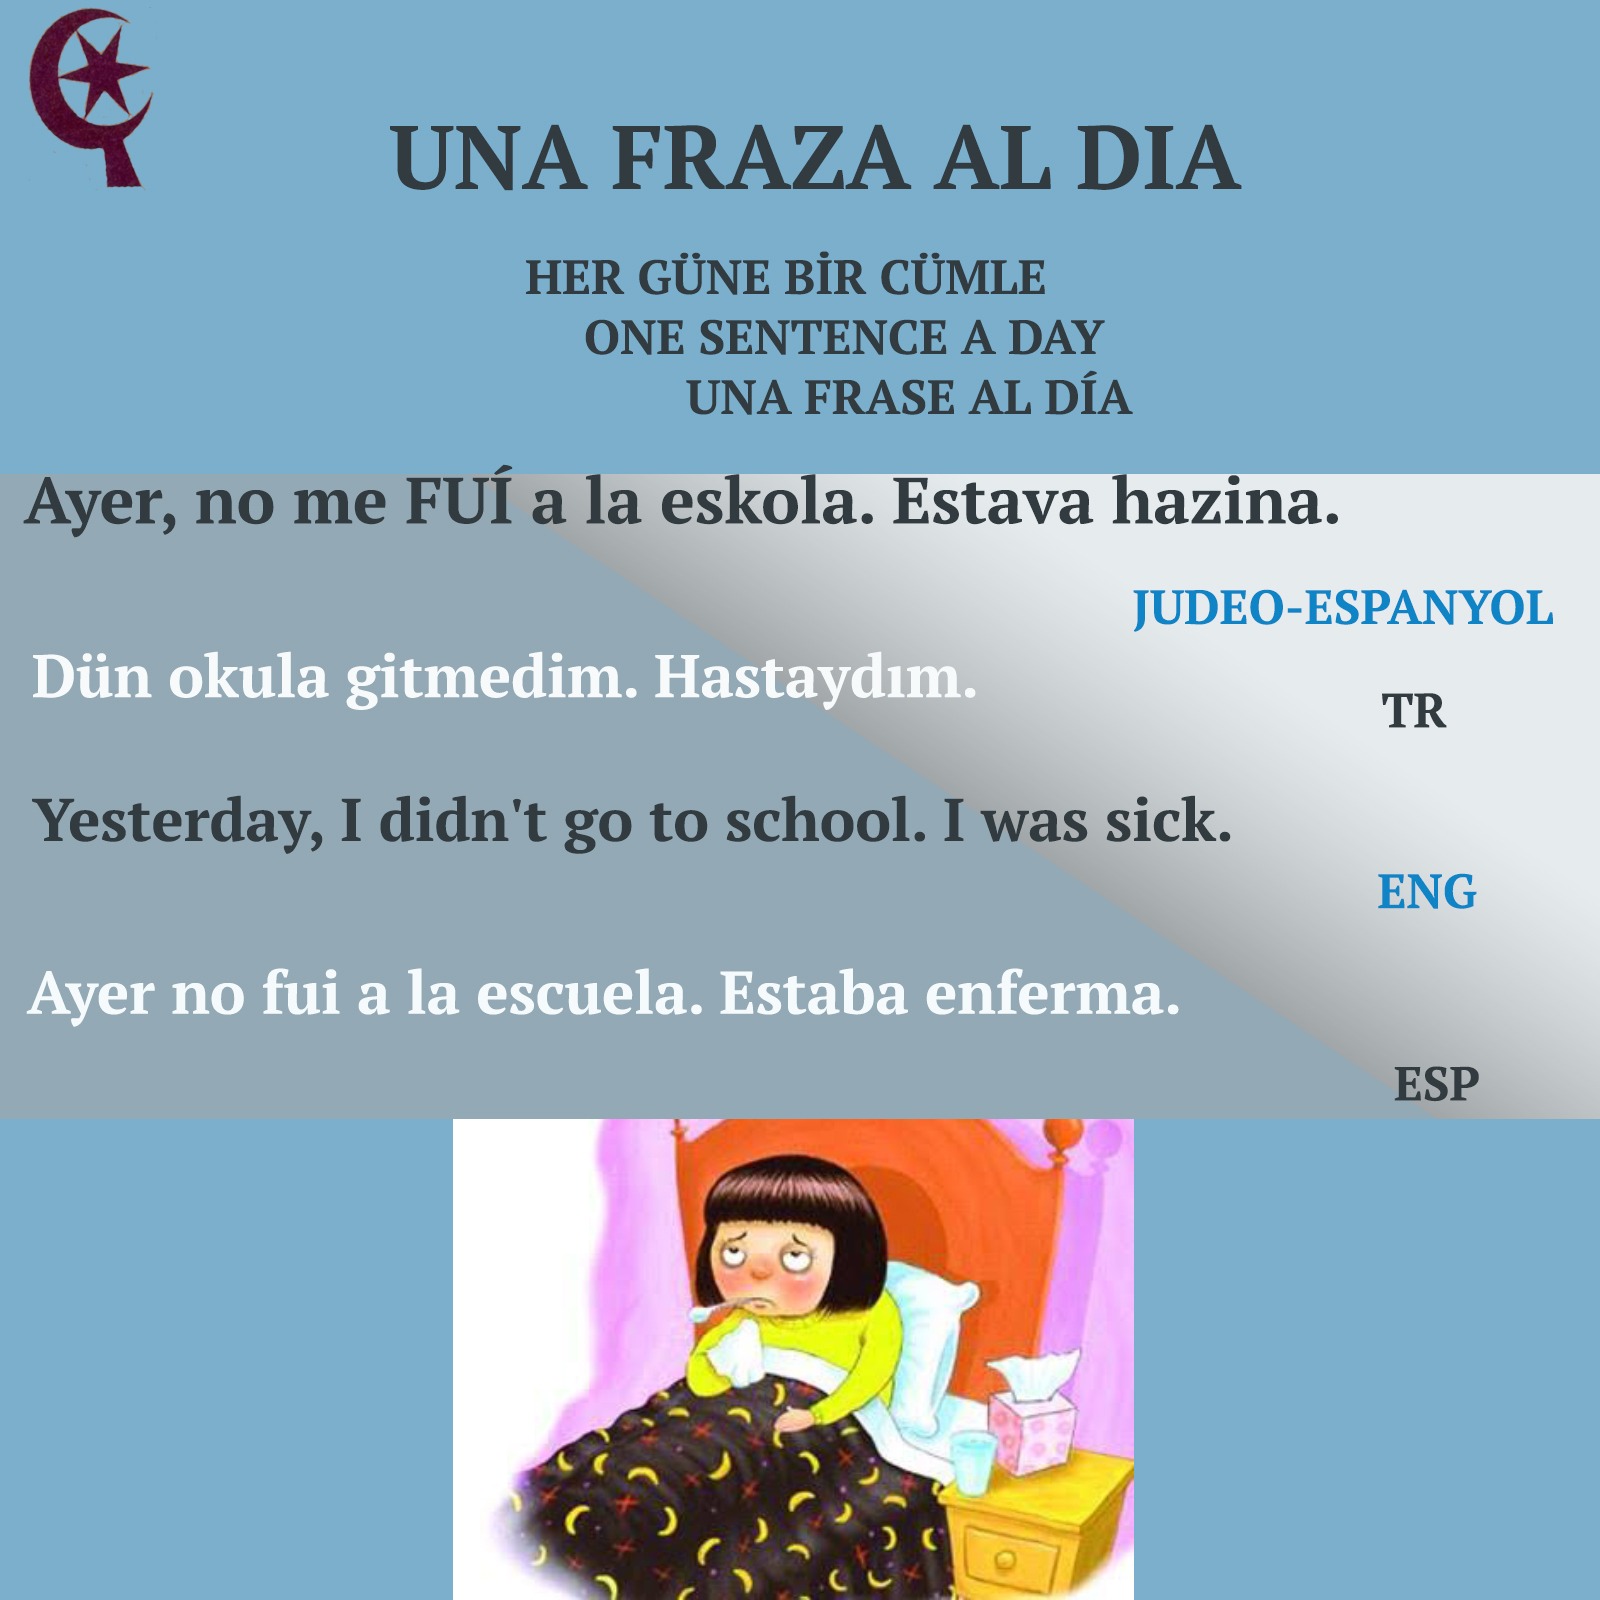 UNA FRAZA AL DIA
HER GÜNE BİR CÜMLE
ONE SENTENCE A DAY
UNA FRASE AL DÍA
Ayer, no me FUÍ a la eskola. Estava hazina.
JUDEO-ESPANYOL
Dün okula gitmedim. Hastaydım.
TR
Yesterday, I didn't go to school. I was sick.
ENG
Ayer no fui a la escuela. Estaba enferma.
ESP